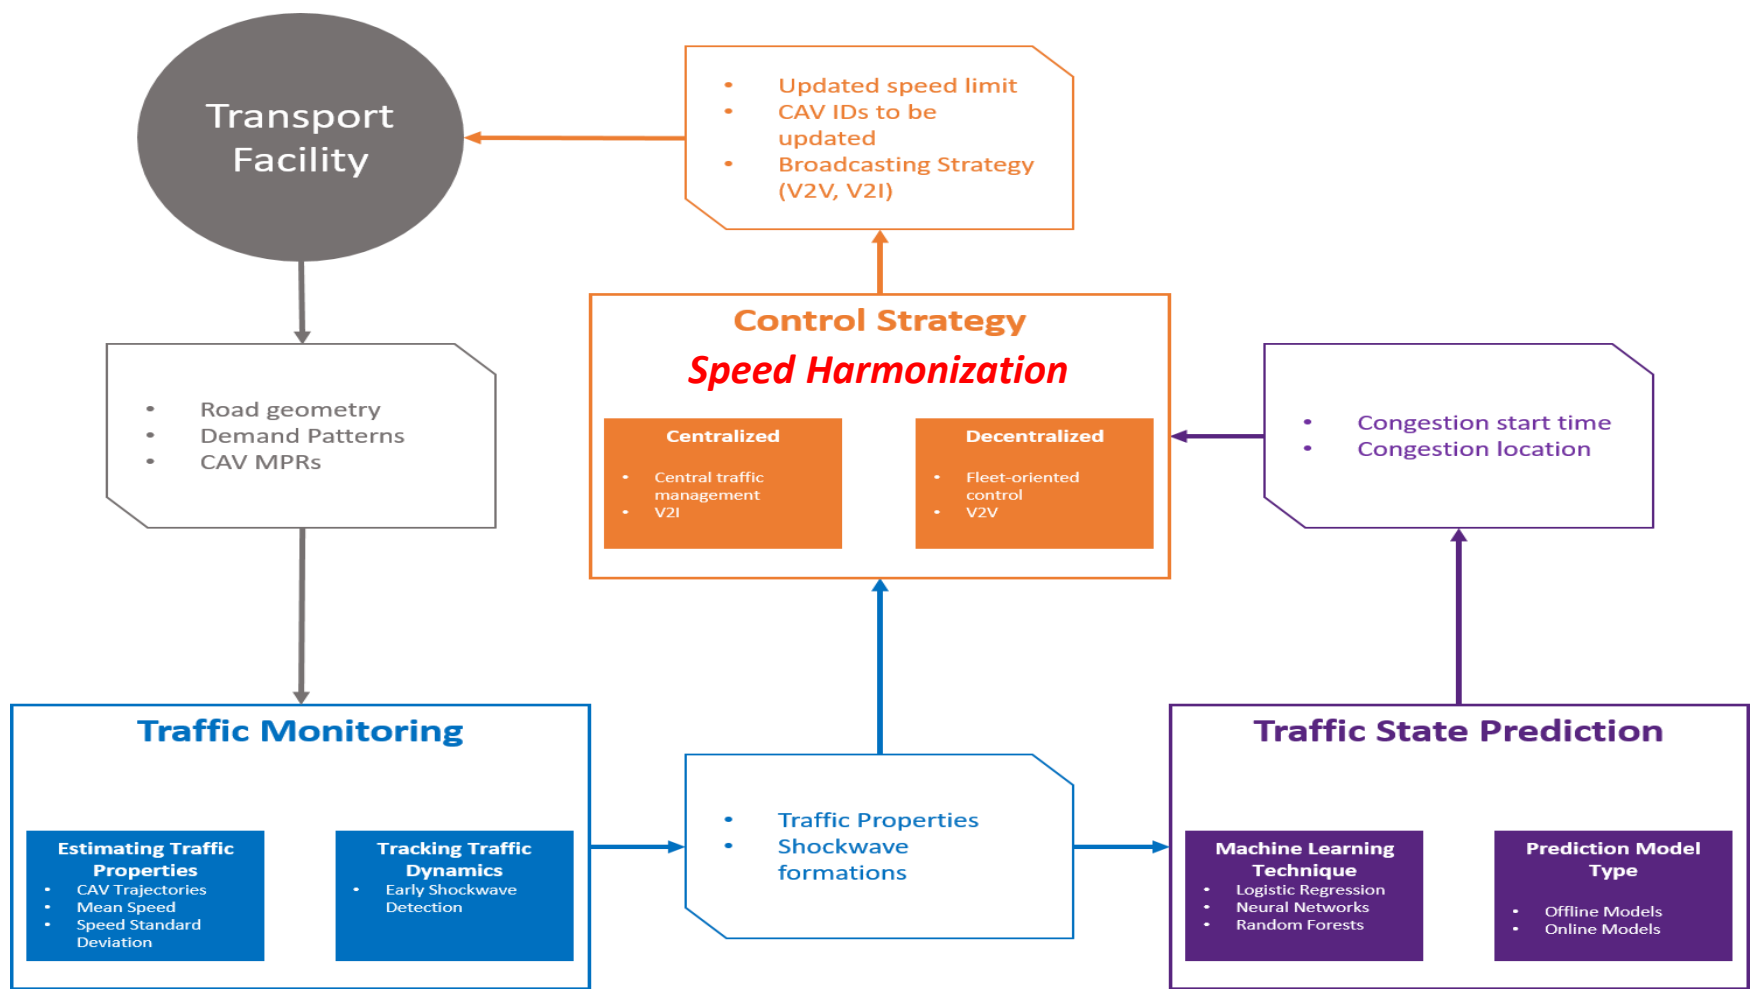 Transport
Facility
• Updated speed limit
• CAV IDs to be
updated
• Broadcasting Strategy
(V2V, V2I)
Control Strategy
Speed Harmonization
Centralized
• Central traffic
management
• V2I
Decentralized
• Fleet-oriented
control
• V2V
• Road geometry
• Demand Patterns
• CAV MPRs
• Congestion start time
• Congestion location
Traffic Monitoring
Estimating Traffic
Properties
• CAV Trajectories
• Mean Speed
• Speed Standard
Deviation
Tracking Traffic
Dynamics
• Early Shockwave
Detection
• Traffic Properties
• Shockwave
formations
Traffic State Prediction
Machine Learning
Technique
• Logistic Regression
• Neural Networks
• Random Forests
Prediction Model
Type
• Offline Models
• Online Models